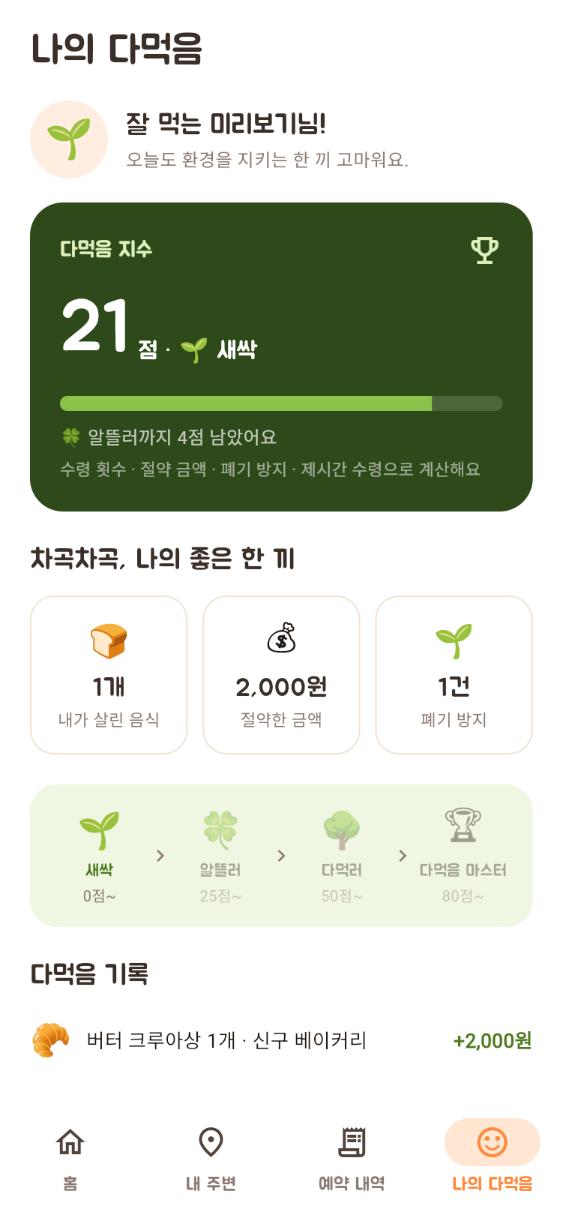 나의 다먹음
잘 먹는 미리보기님!
오늘도 환경을 지키는 한 끼 고마워요.
다먹음 지수
21점 · 🌱 새싹
🍀 알뜰러까지 4점 남았어요
수령 횟수 · 절약 금액 · 폐기 방지 · 제시간 수령으로 계산해요
차곡차곡, 나의 좋은 한 끼
1개
내가 살린 음식
2,000원
절약한 금액
1건
폐기 방지
새싹
0점~
알뜰러
25점~
다먹러
50점~
다먹음 마스터
80점~
다먹음 기록
버터 크루아상 1개 · 신구 베이커리
+2,000원
홈
내 주변
예약 내역
나의 다먹음